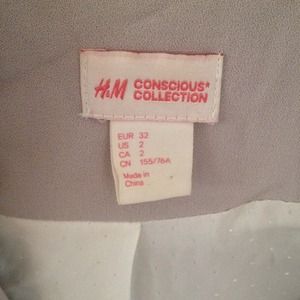 H&M CONSCIOUS*
COLLECTION
EUR 32
US 2
CA 2
CN 155/76A
Made in
China